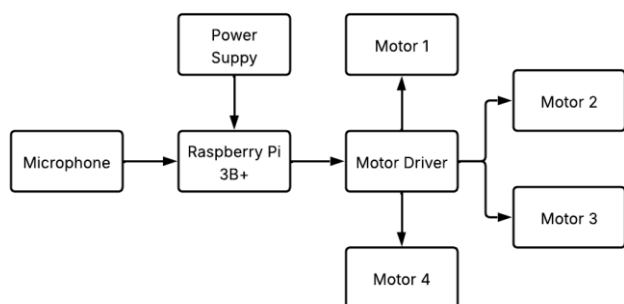 Power
Suppy
Motor 1
Motor 2
Microphone
Raspberry Pi
3B+
Motor Driver
Motor 3
Motor 4